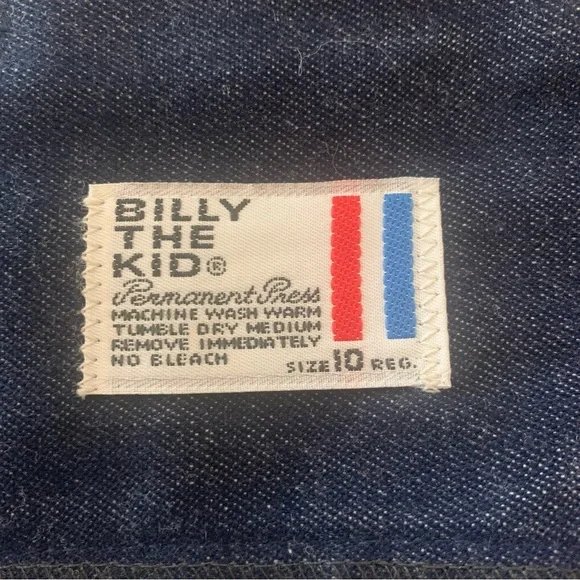 BILLY
THE
KID®
Permanent Press
MACHINE WASH WARM
TUMBLE DRY MEDIUM
REMOVE IMMEDIATELY
NO BLEACH
SIZE 10 REG.